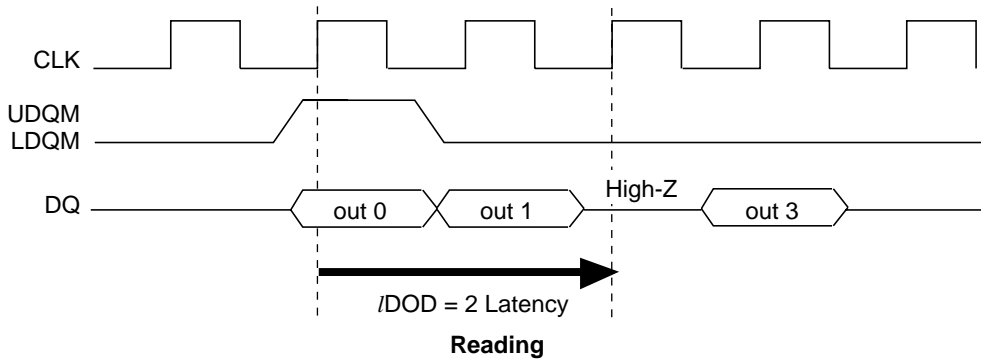 CLK
UDQM
LDQM
DQ
out 0
out 1
High-Z
out 3
lDOD = 2 Latency
Reading